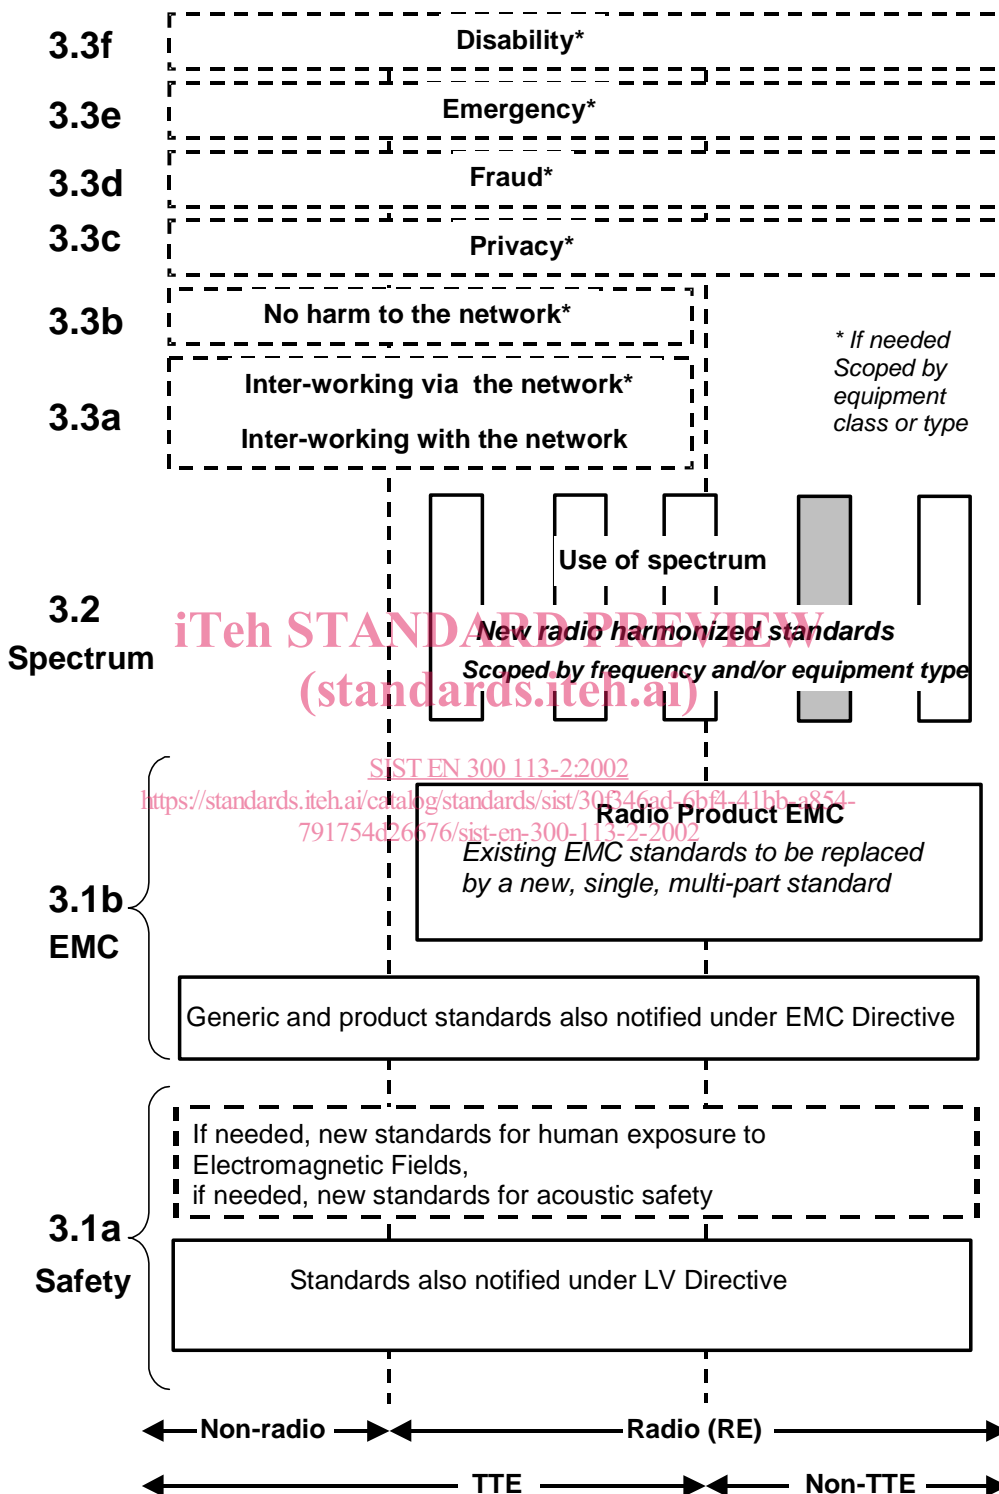 3.3f
Disability*
3.3e
Emergency*
3.3d
Fraud*
3.3c
Privacy*
3.3b
No harm to the network*
* If needed
Scoped by
equipment
class or type
3.3a
Inter-working via the network*
Inter-working with the network
Use of spectrum
3.2
Spectrum
iTeh STANDARD PREVIEW
(standards.iteh.ai)
New radio harmonized standards
Scoped by frequency and/or equipment type
SIST EN 300 113-2:2002
https://standards.iteh.ai/catalog/standards/sist/30f346ad-6bf4-41bb-a854-
791754d26676/sist-en-300-113-2-2002
Radio Product EMC
Existing EMC standards to be replaced
by a new, single, multi-part standard
3.1b
EMC
Generic and product standards also notified under EMC Directive
If needed, new standards for human exposure to
Electromagnetic Fields,
if needed, new standards for acoustic safety
3.1a
Safety
Standards also notified under LV Directive
Non-radio
Radio (RE)
TTE
Non-TTE